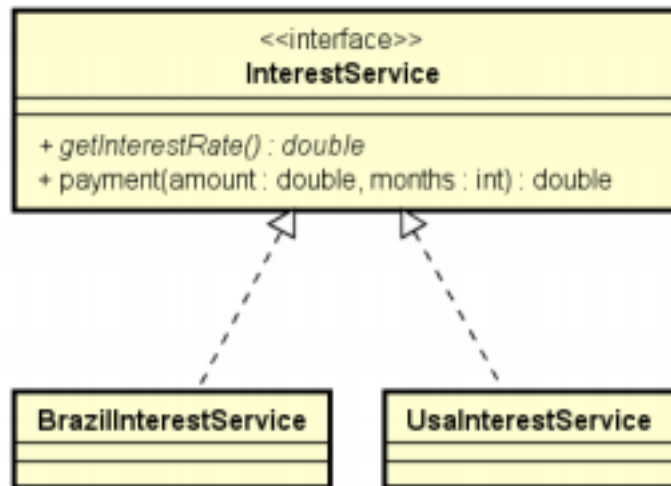 <<interface>>
InterestService
+ getInterestRate() : double
+ payment(amount : double, months : int) : double
BrazilInterestService
UsaInterestService